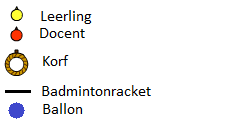 Leerling
Docent
Korf
Badmintonracket
Ballon